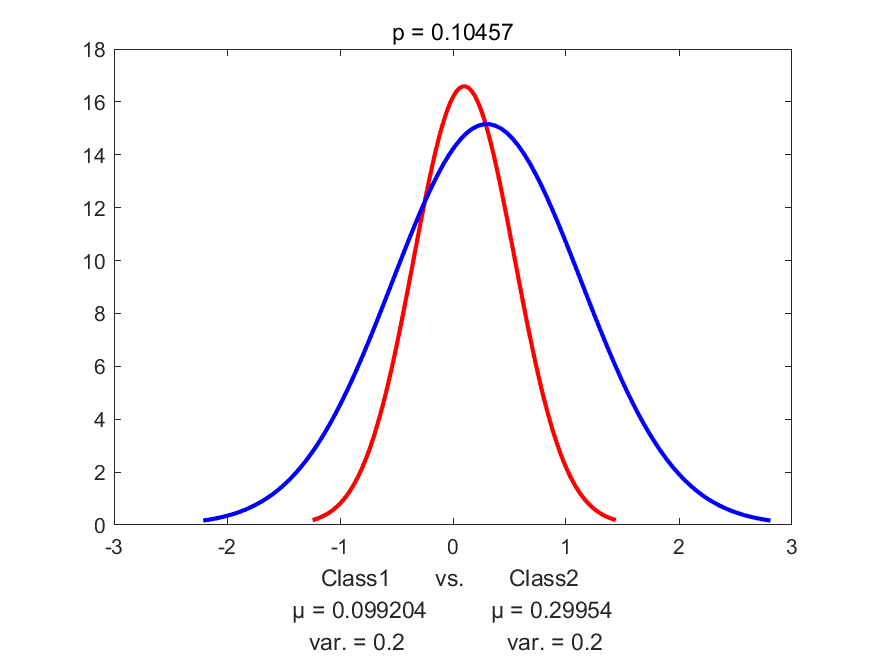 p = 0.10457
18
16
14
12
10
8
6
4
2
0
-3 -2 -1 0 1 2 3
Class1 vs. Class2
μ = 0.099204 μ = 0.29954
var. = 0.2 var. = 0.2